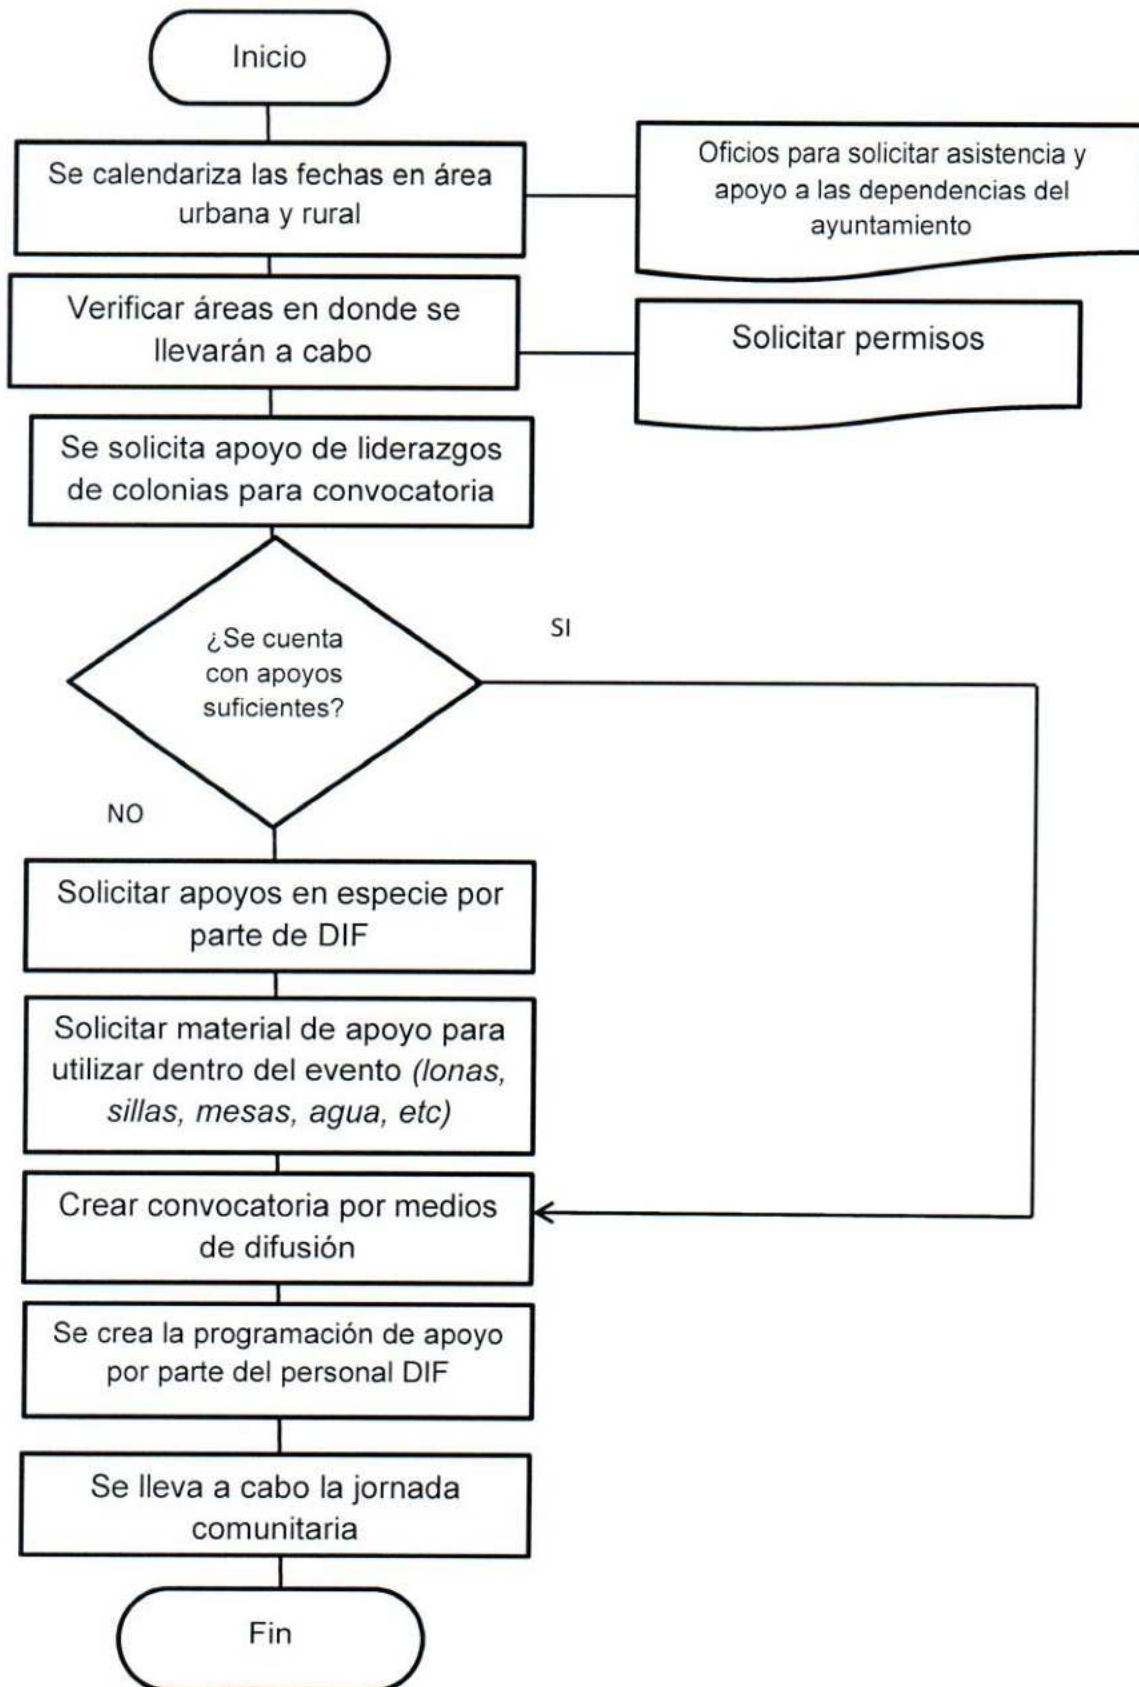 Inicio
Se calendariza las fechas en área
urbana y rural
Oficios para solicitar asistencia y
apoyo a las dependencias del
ayuntamiento
Verificar áreas en donde se
llevarán a cabo
Solicitar permisos
Se solicita apoyo de liderazgos
de colonias para convocatoria
¿Se cuenta
con apoyos
suficientes?
SI
NO
Solicitar apoyos en especie por
parte de DIF
Solicitar material de apoyo para
utilizar dentro del evento (lonas,
sillas, mesas, agua, etc)
Crear convocatoria por medios
de difusión
Se crea la programación de apoyo
por parte del personal DIF
Se lleva a cabo la jornada
comunitaria
Fin